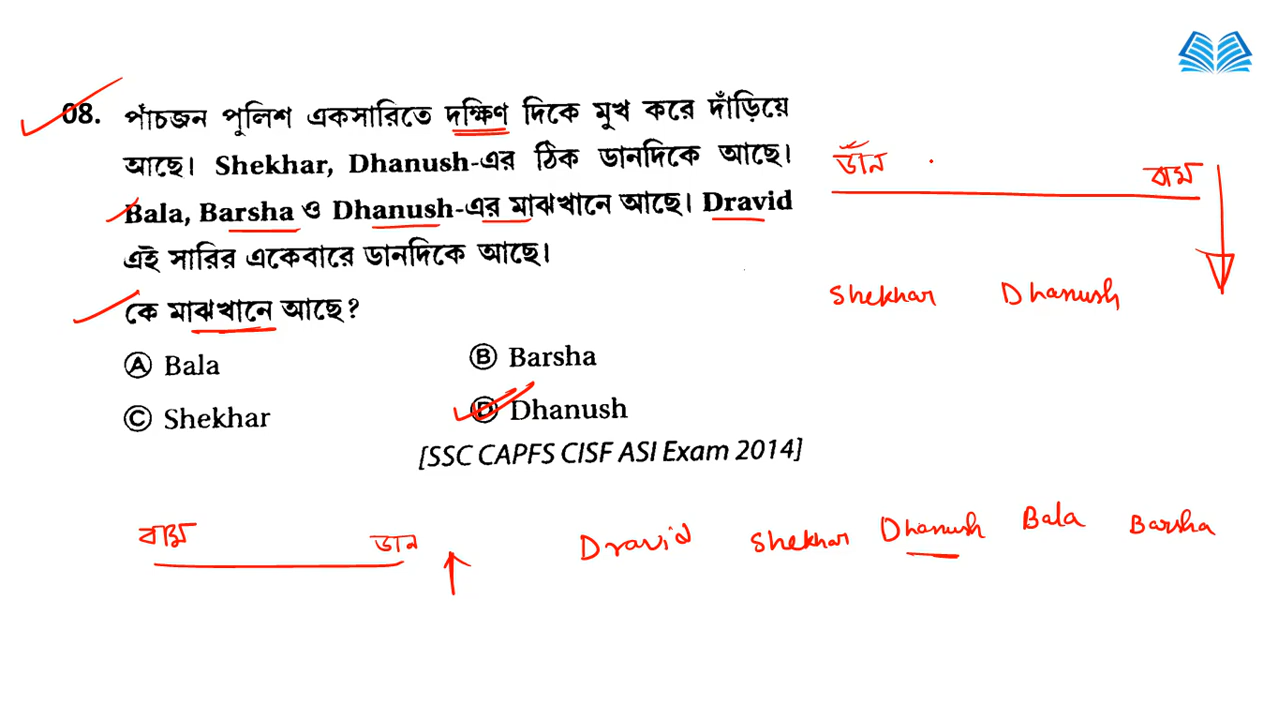 08. পাঁচজন পুলিশ একসারিতে দক্ষিণ দিকে মুখ করে দাঁড়িয়ে
আছে। Shekhar, Dhanush-এর ঠিক ডানদিকে আছে।
Bala, Barsha ও Dhanush-এর মাঝখানে আছে। Dravid
এই সারির একেবারে ডানদিকে আছে।
কে মাঝখানে আছে?
Ⓐ Bala Ⓑ Barsha
Ⓒ Shekhar Ⓓ Dhanush
[SSC CAPFS CISF ASI Exam 2014]
ডান বাম
Shekhar Dhanush
বাম ডান
Dravid Shekhar Dhanush Bala Barsha